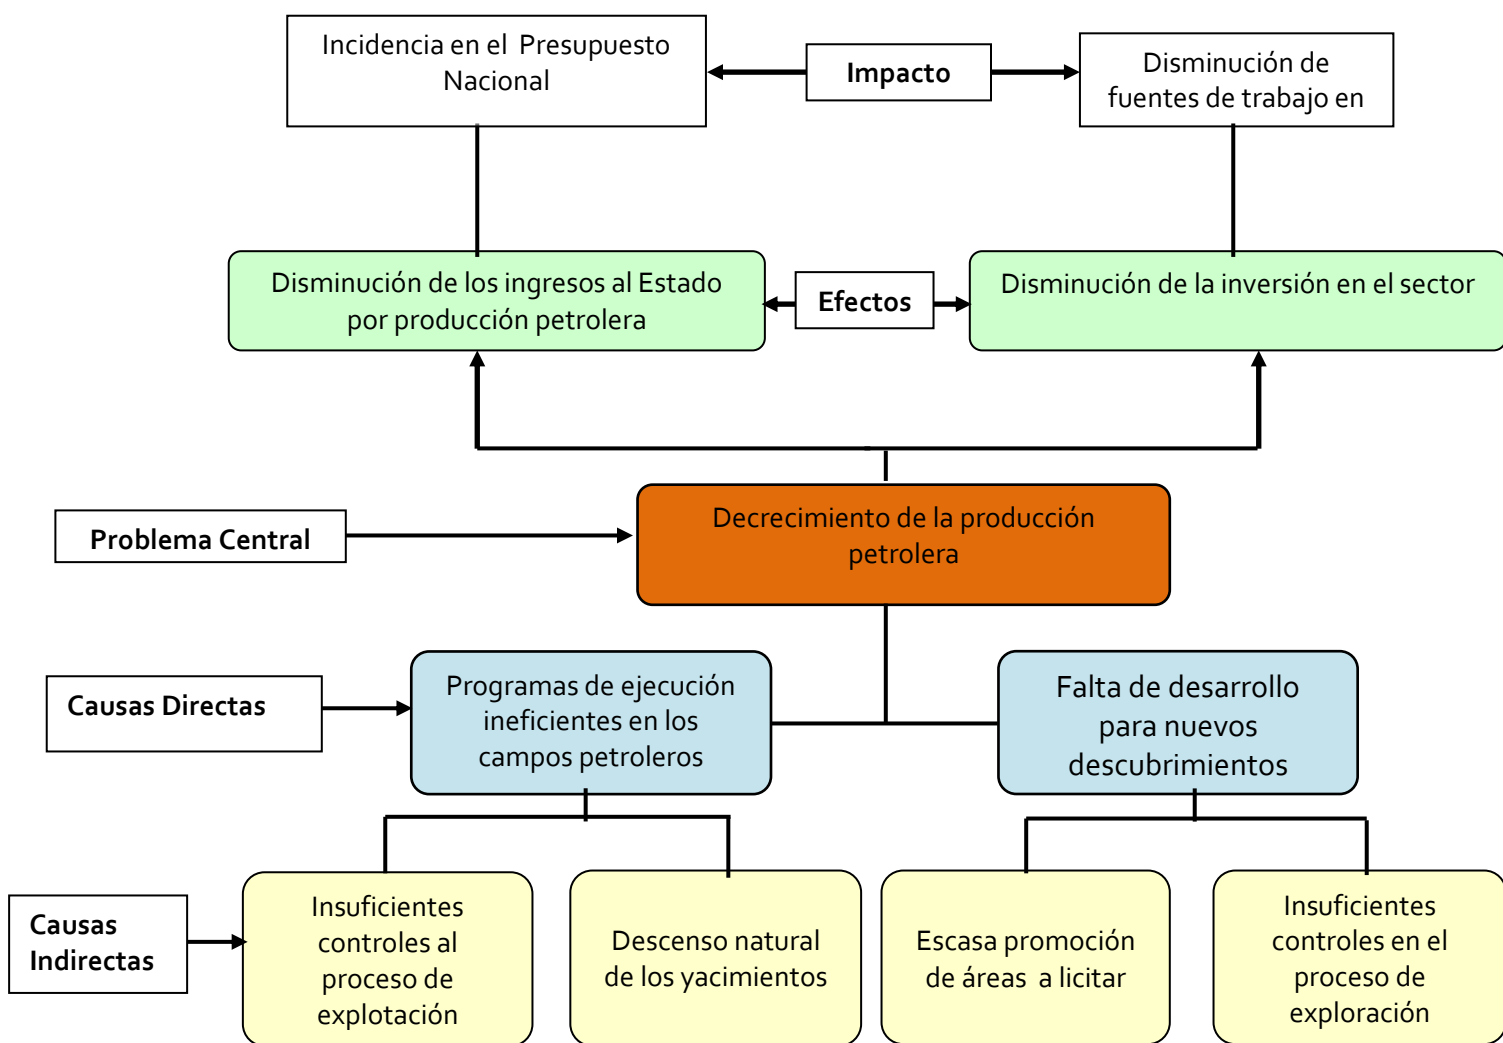 Incidencia en el Presupuesto
Nacional
Impacto
Disminución de
fuentes de trabajo en
Disminución de los ingresos al Estado
por producción petrolera
Efectos
Disminución de la inversión en el sector
Problema Central
Decrecimiento de la producción
petrolera
Causas Directas
Programas de ejecución
ineficientes en los
campos petroleros
Falta de desarrollo
para nuevos
descubrimientos
Causas
Indirectas
Insuficientes
controles al
proceso de
explotación
Descenso natural
de los yacimientos
Escasa promoción
de áreas a licitar
Insuficientes
controles en el
proceso de
exploración